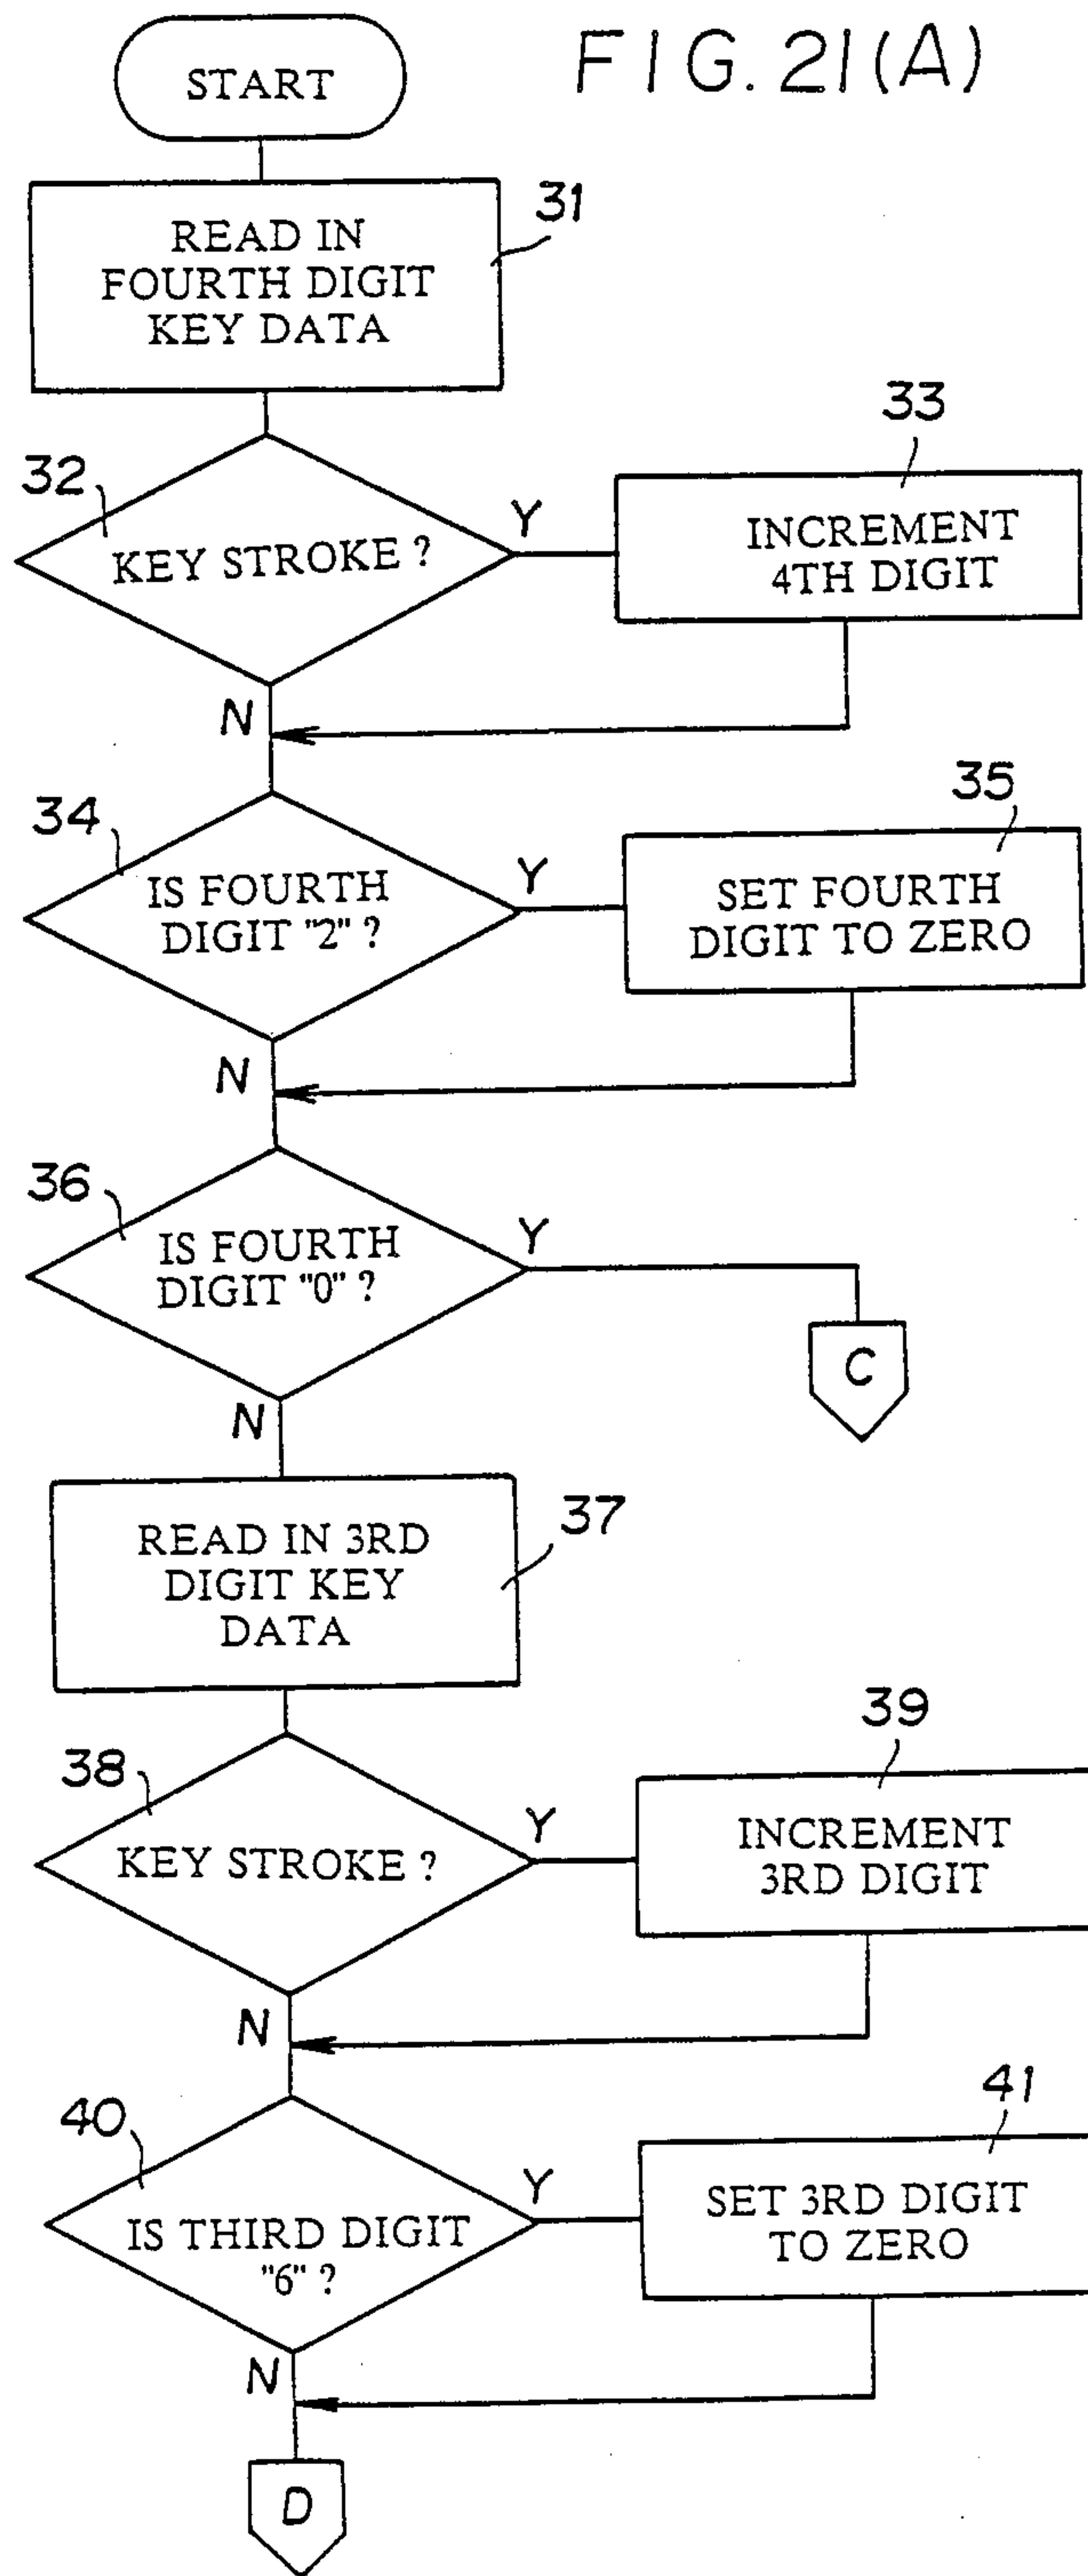 FIG. 21(A)
START
31
READ IN
FOURTH DIGIT
KEY DATA
32
KEY STROKE ?
Y
33
INCREMENT
4TH DIGIT
N
34
IS FOURTH
DIGIT "2" ?
Y
35
SET FOURTH
DIGIT TO ZERO
N
36
IS FOURTH
DIGIT "0" ?
Y
C
N
37
READ IN 3RD
DIGIT KEY
DATA
38
KEY STROKE ?
Y
39
INCREMENT
3RD DIGIT
N
40
IS THIRD DIGIT
"6" ?
Y
41
SET 3RD DIGIT
TO ZERO
N
D